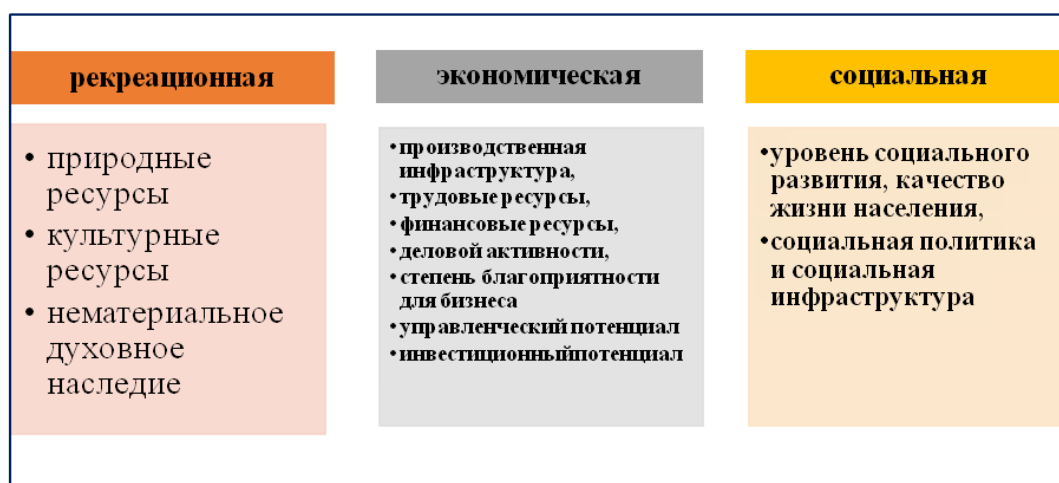 рекреационная
• природные
ресурсы
• культурные
ресурсы
• нематериальное
духовное
наследие
экономическая
•производственная
инфраструктура,
•трудовые ресурсы,
•финансовые ресурсы,
•деловой активности,
•степень благоприятности
для бизнеса
•управленческий потенциал
•инвестиционныйпотенциал
социальная
•уровень социального
развития, качество
жизни населения,
•социальная политика
и социальная
инфраструктура